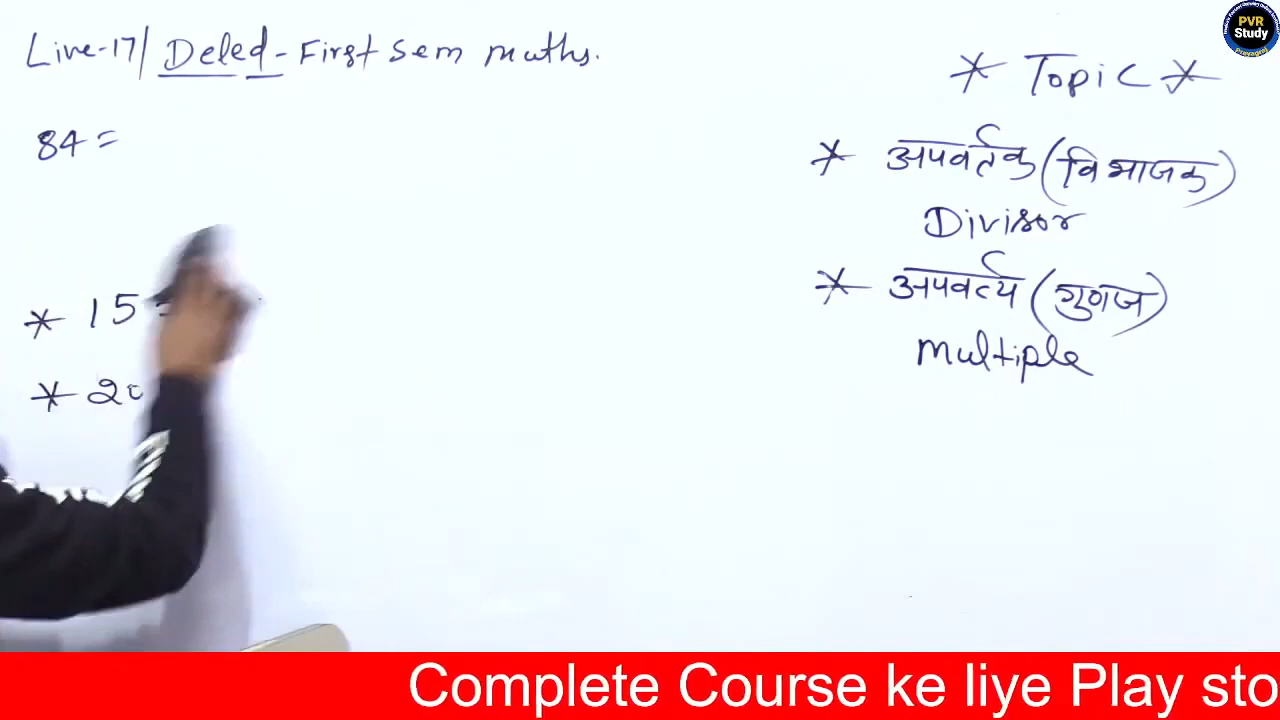 Live-17/ Deled - First Sem maths.
84 =
* 15 =
* 20
* Topic *
* अपवर्तक (विभाजक)
Divisor
* अपवर्त्य (गुणज)
multiple
PVR
Study
Prayagraj
Complete Course ke liye Play sto